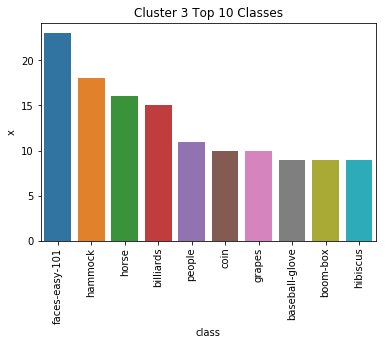 Cluster 3 Top 10 Classes
x
20
15
10
5
0
faces-easy-101
hammock
horse
billiards
people
coin
grapes
baseball-glove
boom-box
hibiscus
class